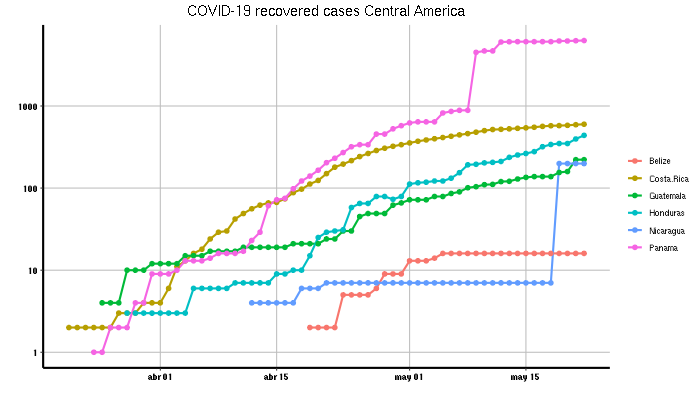 COVID-19 recovered cases Central America
1000
100
10
1
abr 01
abr 15
may 01
may 15
Belize
Costa.Rica
Guatemala
Honduras
Nicaragua
Panama